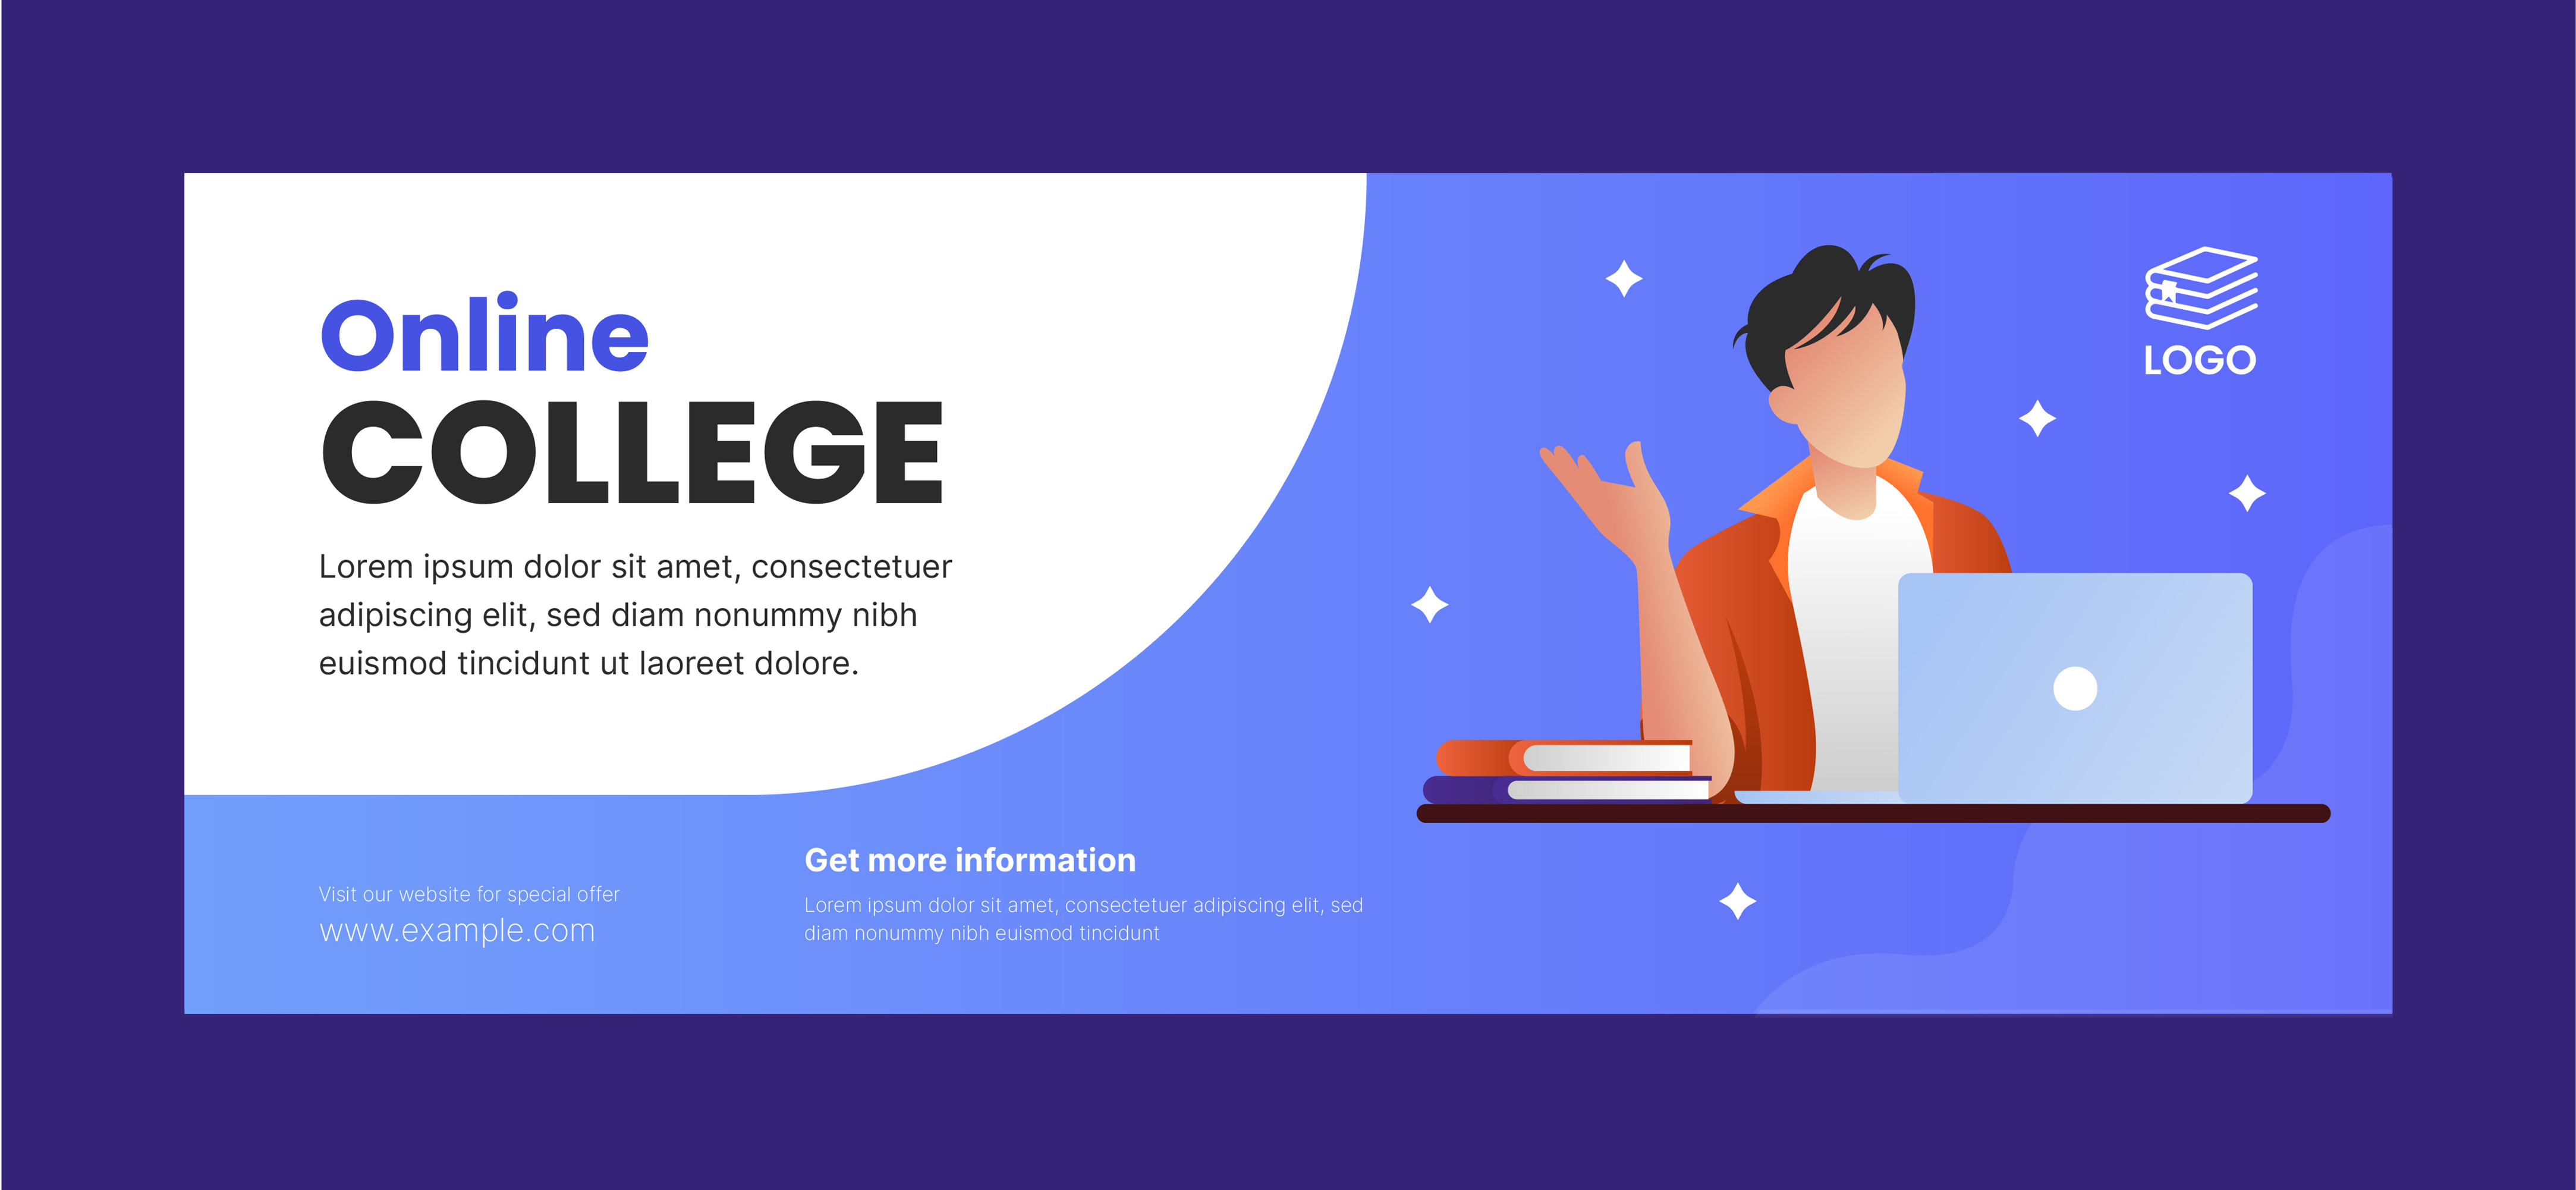 Online
COLLEGE
Lorem ipsum dolor sit amet, consectetuer
adipiscing elit, sed diam nonummy nibh
euismod tincidunt ut laoreet dolore.
Visit our website for special offer
www.example.com
Get more information
Lorem ipsum dolor sit amet, consectetuer adipiscing elit, sed
diam nonummy nibh euismod tincidunt
LOGO